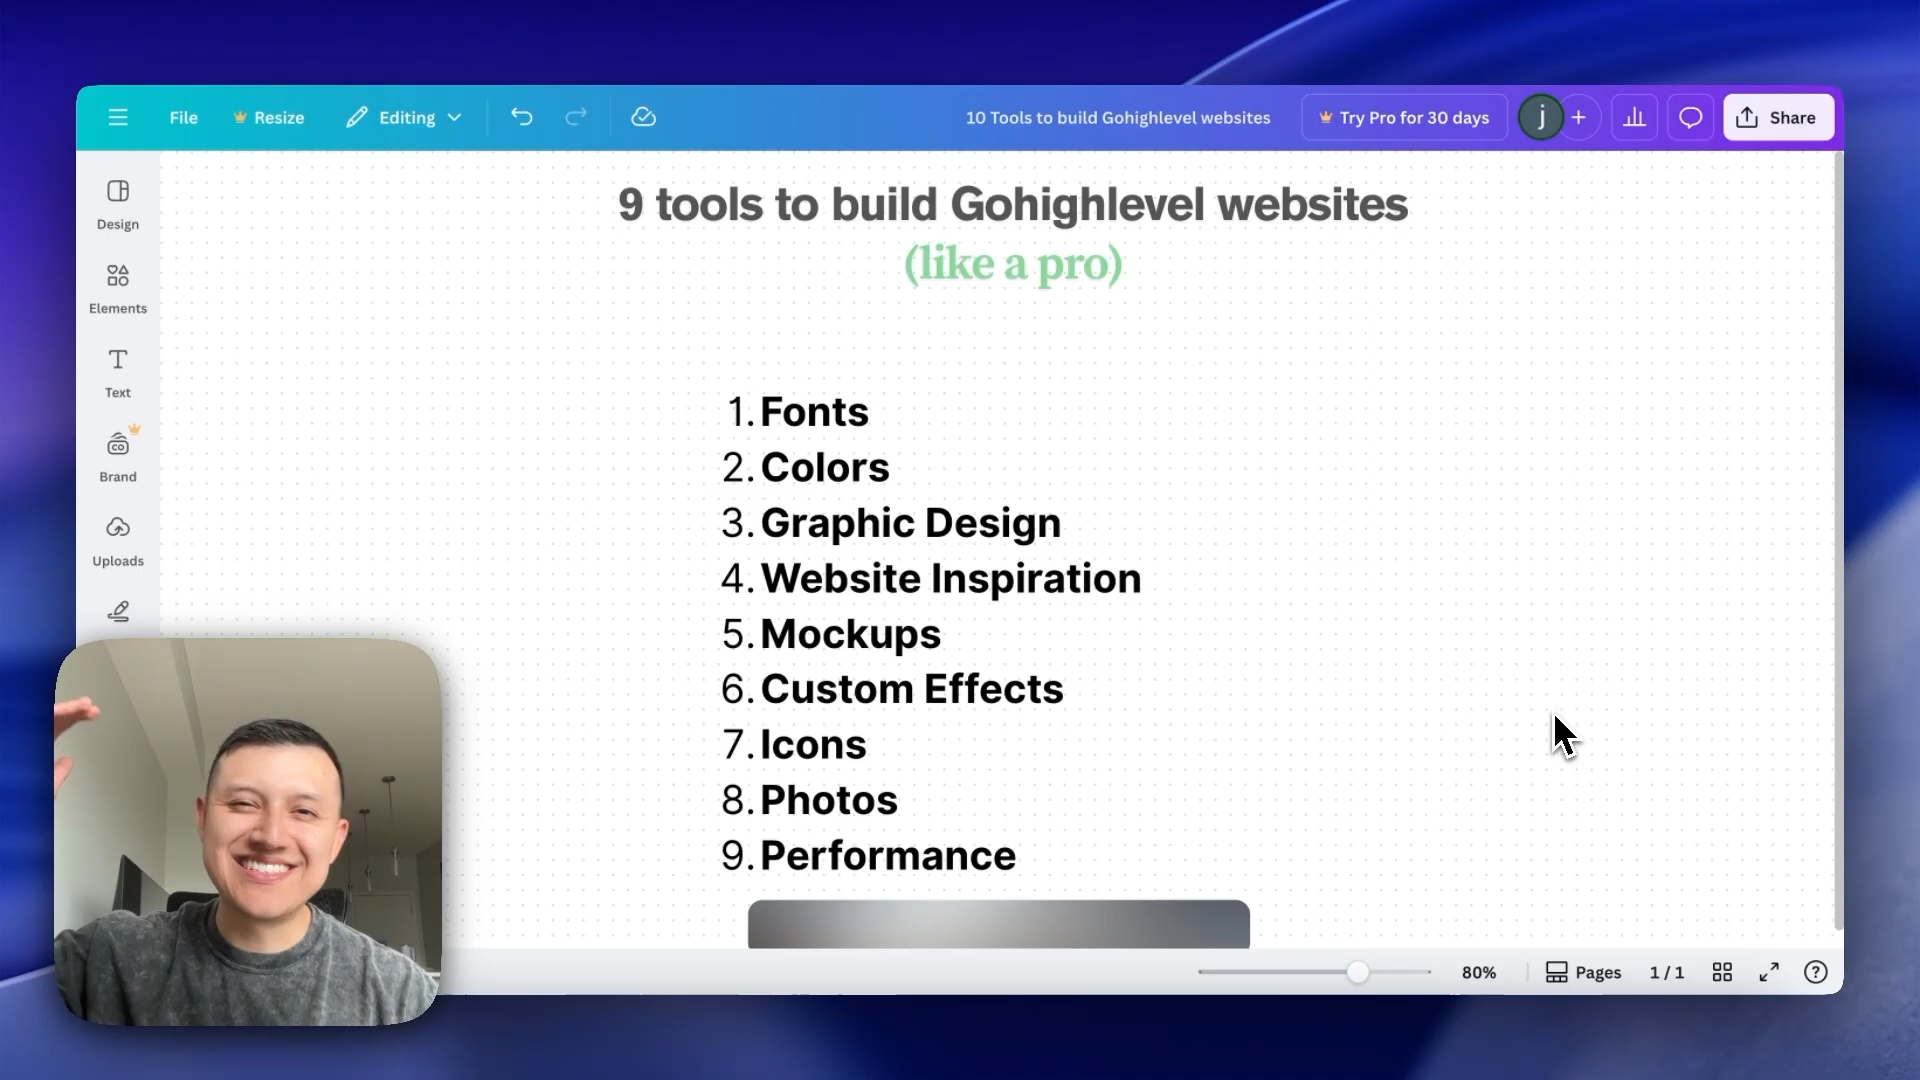 File
Resize
Editing
10 Tools to build Gohighlevel websites
Try Pro for 30 days
j
Share
Design
Elements
Text
Brand
Uploads
9 tools to build Gohighlevel websites
(like a pro)
1. Fonts
2. Colors
3. Graphic Design
4. Website Inspiration
5. Mockups
6. Custom Effects
7. Icons
8. Photos
9. Performance
80%
Pages
1 / 1